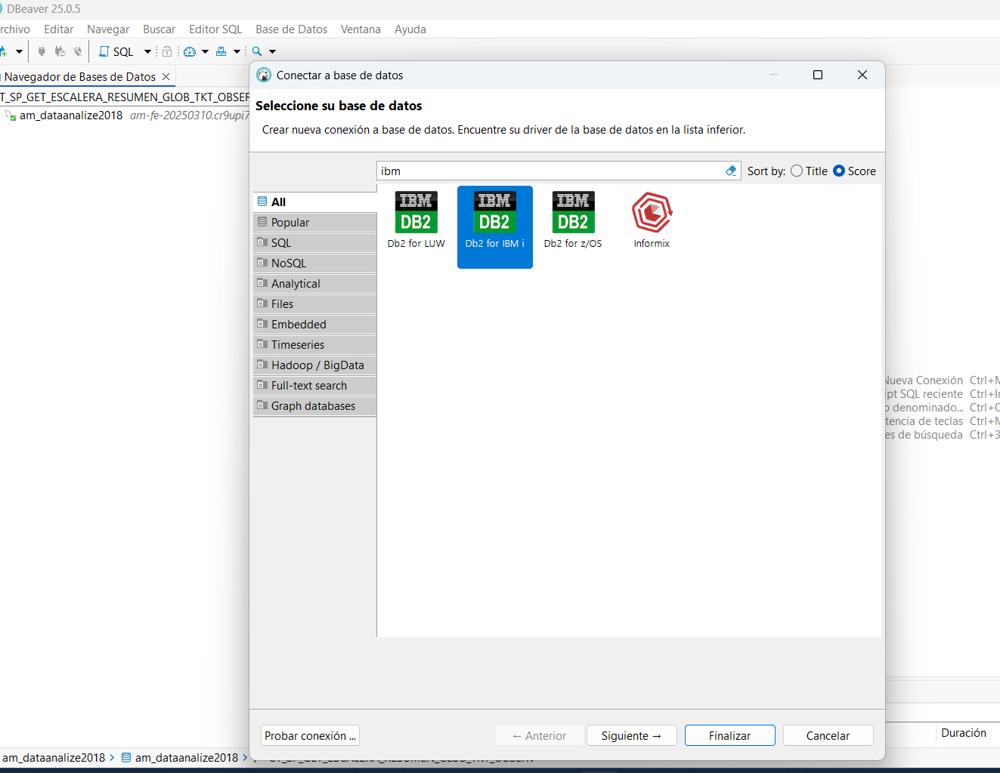 DBeaver 25.0.5
rchivo Editar Navegar Buscar Editor SQL Base de Datos Ventana Ayuda
SQL
Navegador de Bases de Datos
T_SP_GET_ESCALERA_RESUMEN_GLOB_TKT_OBSER
am_dataanalize2018 am-fe-20250310.cr9upi7
Conectar a base de datos
Seleccione su base de datos
Crear nueva conexión a base de datos. Encuentre su driver de la base de datos en la lista inferior.
ibm
Sort by: Title Score
All
Popular
SQL
NoSQL
Analytical
Files
Embedded
Timeseries
Hadoop / BigData
Full-text search
Graph databases
IBM DB2
Db2 for LUW
IBM DB2
Db2 for IBM i
IBM DB2
Db2 for z/OS
Informix
Nueva Conexión Ctrl+M
ipt SQL reciente Ctrl+In
o denominado... Ctrl+C
tencia de teclas Ctrl+M
es de búsqueda Ctrl+3
Probar conexión ...
← Anterior
Siguiente →
Finalizar
Cancelar
Duración
am_dataanalize2018 > am_dataanalize2018 >